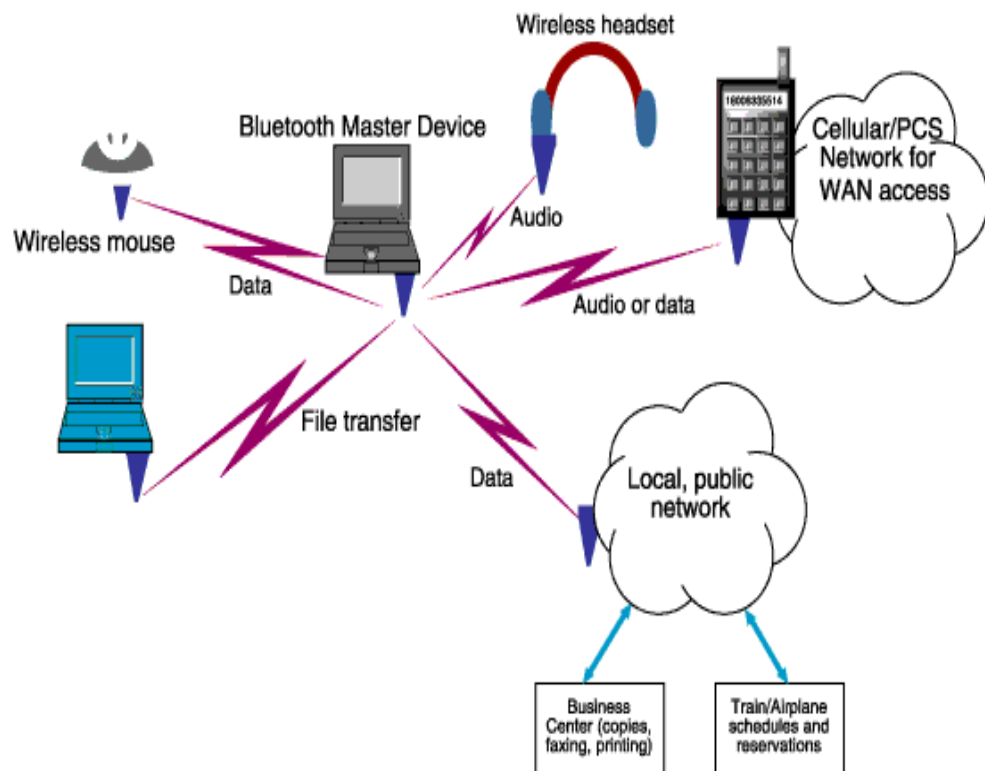 Wireless headset
Bluetooth Master Device
18008335514
Cellular/PCS
Network for
WAN access
Wireless mouse
Audio
Data
Audio or data
File transfer
Data
Local, public
network
Business
Center (copies,
faxing, printing)
Train/Airplane
schedules and
reservations